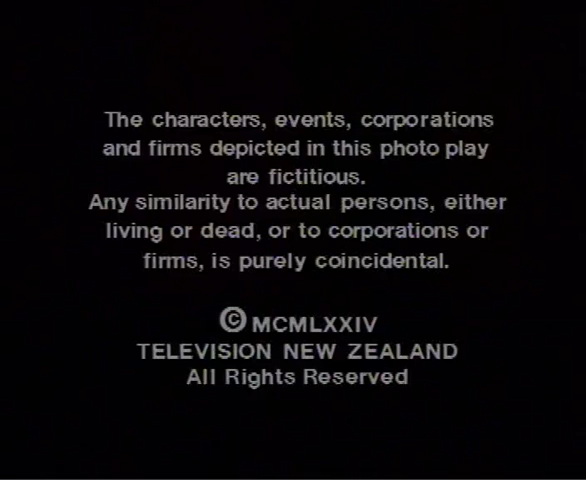 The characters, events, corporations
and firms depicted in this photo play
are fictitious.
Any similarity to actual persons, either
living or dead, or to corporations or
firms, is purely coincidental.
© MCMLXXIV
TELEVISION NEW ZEALAND
All Rights Reserved